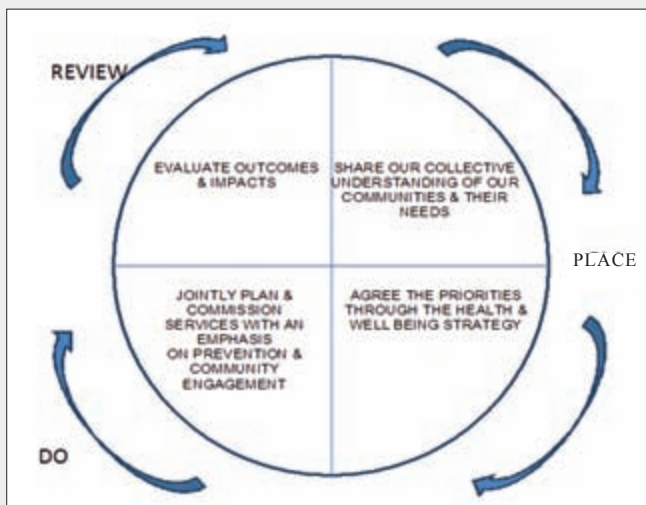 REVIEW
EVALUATE OUTCOMES
& IMPACTS
SHARE OUR COLLECTIVE
UNDERSTANDING OF OUR
COMMUNITIES & THEIR
NEEDS
PLACE
JOINTLY PLAN &
COMMISSION
SERVICES WITH AN
EMPHASIS
ON PREVENTION &
COMMUNITY
ENGAGEMENT
AGREE THE PRIORITIES
THROUGH THE HEALTH &
WELL BEING STRATEGY
DO